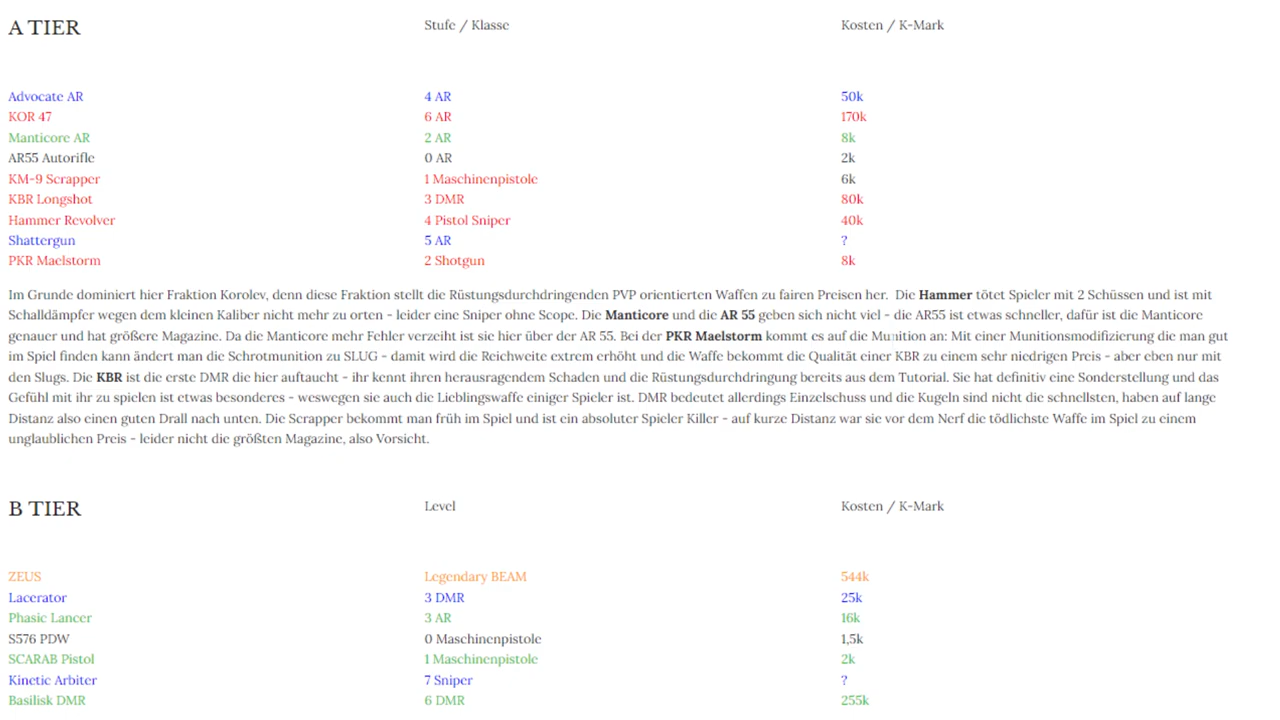 A TIER Stufe / Klasse Kosten / K-Mark
Advocate AR 4 AR 50k
KOR 47 6 AR 170k
Manticore AR 2 AR 8k
AR55 Autorifle 0 AR 2k
KM-9 Scrapper 1 Maschinenpistole 6k
KBR Longshot 3 DMR 80k
Hammer Revolver 4 Pistol Sniper 40k
Shattergun 5 AR ?
PKR Maelstorm 2 Shotgun 8k
Im Grunde dominiert hier Fraktion Korolev, denn diese Fraktion stellt die Rüstungsdurchdringenden PVP orientierten Waffen zu fairen Preisen her. Die Hammer tötet Spieler mit 2 Schüssen und ist mit
Schalldämpfer wegen dem kleinen Kaliber nicht mehr zu orten - leider eine Sniper ohne Scope. Die Manticore und die AR 55 geben sich nicht viel - die AR55 ist etwas schneller, dafür ist die Manticore
genauer und hat größere Magazine. Da die Manticore mehr Fehler verzeiht ist sie hier über der AR 55. Bei der PKR Maelstorm kommt es auf die Munition an: Mit einer Munitionsmodifizierung die man gut
im Spiel finden kann ändert man die Schrotmunition zu SLUG - damit wird die Reichweite extrem erhöht und die Waffe bekommt die Qualität einer KBR zu einem sehr niedrigen Preis - aber eben nur mit
den Slugs. Die KBR ist die erste DMR die hier auftaucht - ihr kennt ihren herausragendem Schaden und die Rüstungsdurchdringung bereits aus dem Tutorial. Sie hat definitiv eine Sonderstellung und das
Gefühl mit ihr zu spielen ist etwas besonderes - weswegen sie auch die Lieblingswaffe einiger Spieler ist. DMR bedeutet allerdings Einzelschuss und die Kugeln sind nicht die schnellsten, haben auf lange
Distanz also einen guten Drall nach unten. Die Scrapper bekommt man früh im Spiel und ist ein absoluter Spieler Killer - auf kurze Distanz war sie vor dem Nerf die tödlichste Waffe im Spiel zu einem
unglaublichen Preis - leider nicht die größten Magazine, also Vorsicht.
B TIER Level Kosten / K-Mark
ZEUS Legendary BEAM 544k
Lacerator 3 DMR 25k
Phasic Lancer 3 AR 16k
S576 PDW 0 Maschinenpistole 1,5k
SCARAB Pistol 1 Maschinenpistole 2k
Kinetic Arbiter 7 Sniper ?
Basilisk DMR 6 DMR 255k